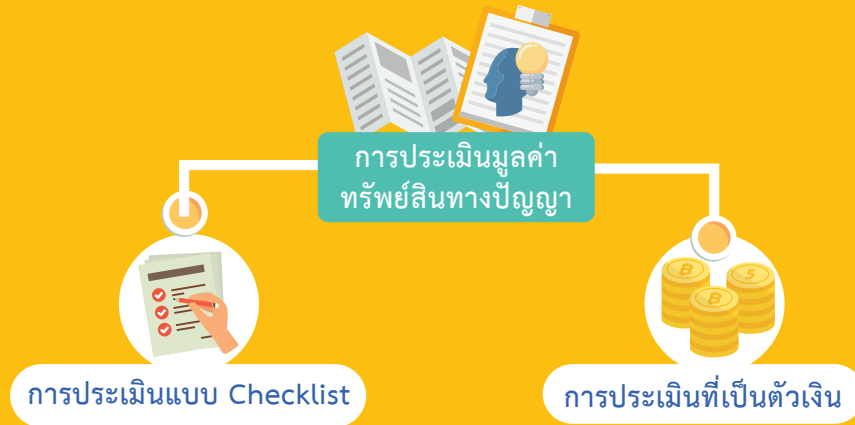 การประเมินมูลค่า
ทรัพย์สินทางปัญญา
การประเมินแบบ Checklist
การประเมินที่เป็นตัวเงิน